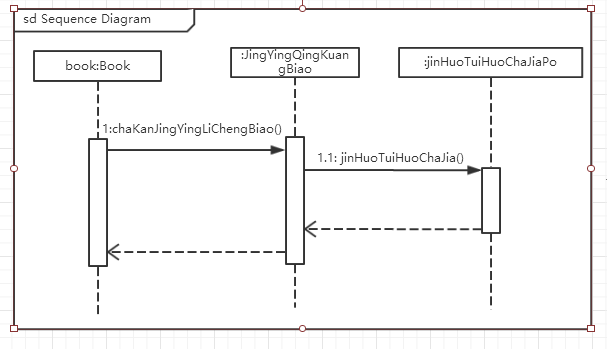 sd Sequence Diagram
book:Book
:JingYingQingKuan
gBiao
:jinHuoTuiHuoChaJiaPo
1:chaKanJingYingLiChengBiao()
1.1: jinHuoTuiHuoChaJia()